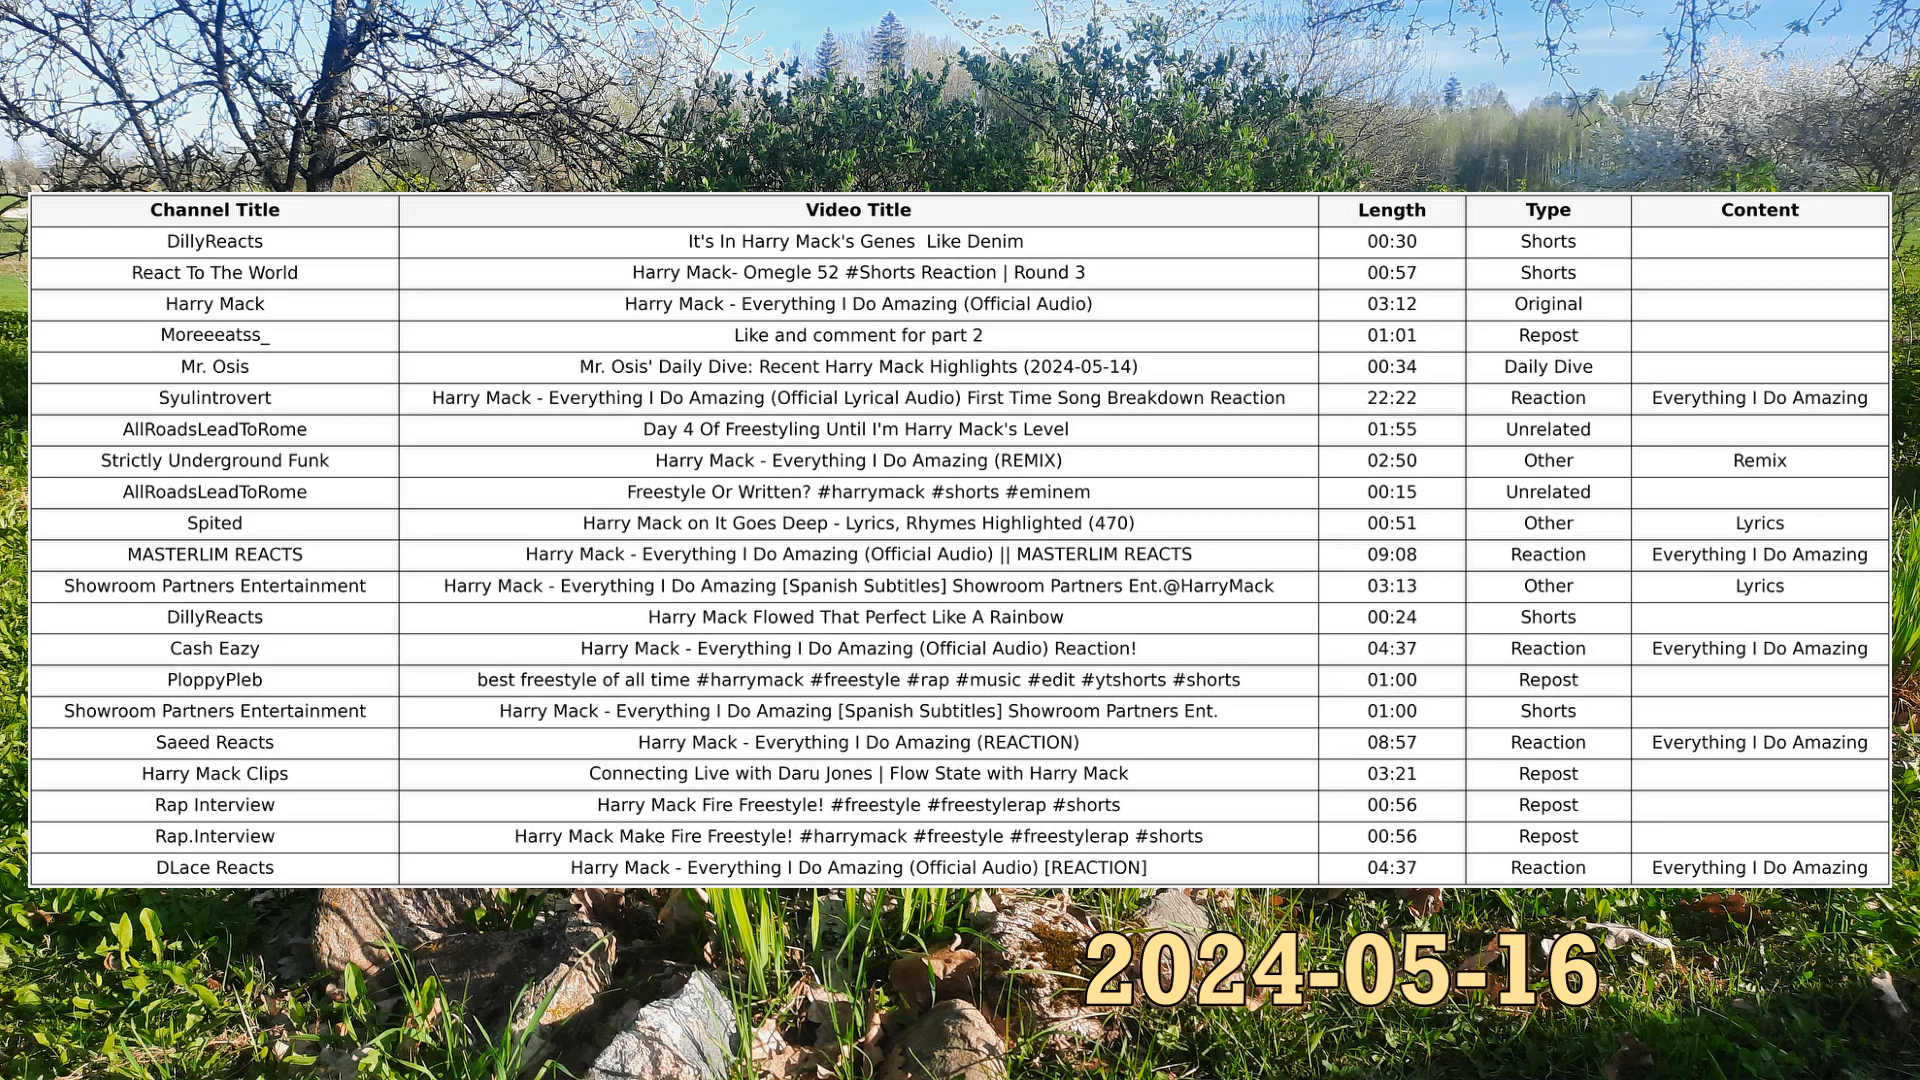 Channel Title Video Title Length Type Content
DillyReacts It's In Harry Mack's Genes  Like Denim 00:30 Shorts
React To The World Harry Mack- Omegle 52 #Shorts Reaction | Round 3 00:57 Shorts
Harry Mack Harry Mack - Everything I Do Amazing (Official Audio) 03:12 Original
Moreeeatss_ Like and comment for part 2 01:01 Repost
Mr. Osis Mr. Osis' Daily Dive: Recent Harry Mack Highlights (2024-05-14) 00:34 Daily Dive
Syulintrovert Harry Mack - Everything I Do Amazing (Official Lyrical Audio) First Time Song Breakdown Reaction 22:22 Reaction Everything I Do Amazing
AllRoadsLeadToRome Day 4 Of Freestyling Until I'm Harry Mack's Level 01:55 Unrelated
Strictly Underground Funk Harry Mack - Everything I Do Amazing (REMIX) 02:50 Other Remix
AllRoadsLeadToRome Freestyle Or Written? #harrymack #shorts #eminem 00:15 Unrelated
Spited Harry Mack on It Goes Deep - Lyrics, Rhymes Highlighted (470) 00:51 Other Lyrics
MASTERLIM REACTS Harry Mack - Everything I Do Amazing (Official Audio) || MASTERLIM REACTS 09:08 Reaction Everything I Do Amazing
Showroom Partners Entertainment Harry Mack - Everything I Do Amazing [Spanish Subtitles] Showroom Partners Ent.@HarryMack 03:13 Other Lyrics
DillyReacts Harry Mack Flowed That Perfect Like A Rainbow 00:24 Shorts
Cash Eazy Harry Mack - Everything I Do Amazing (Official Audio) Reaction! 04:37 Reaction Everything I Do Amazing
PloppyPleb best freestyle of all time #harrymack #freestyle #rap #music #edit #ytshorts #shorts 01:00 Repost
Showroom Partners Entertainment Harry Mack - Everything I Do Amazing [Spanish Subtitles] Showroom Partners Ent. 01:00 Shorts
Saeed Reacts Harry Mack - Everything I Do Amazing (REACTION) 08:57 Reaction Everything I Do Amazing
Harry Mack Clips Connecting Live with Daru Jones | Flow State with Harry Mack 03:21 Repost
Rap Interview Harry Mack Fire Freestyle! #freestyle #freestylerap #shorts 00:56 Repost
Rap.Interview Harry Mack Make Fire Freestyle! #harrymack #freestyle #freestylerap #shorts 00:56 Repost
DLace Reacts Harry Mack - Everything I Do Amazing (Official Audio) [REACTION] 04:37 Reaction Everything I Do Amazing
2024-05-16